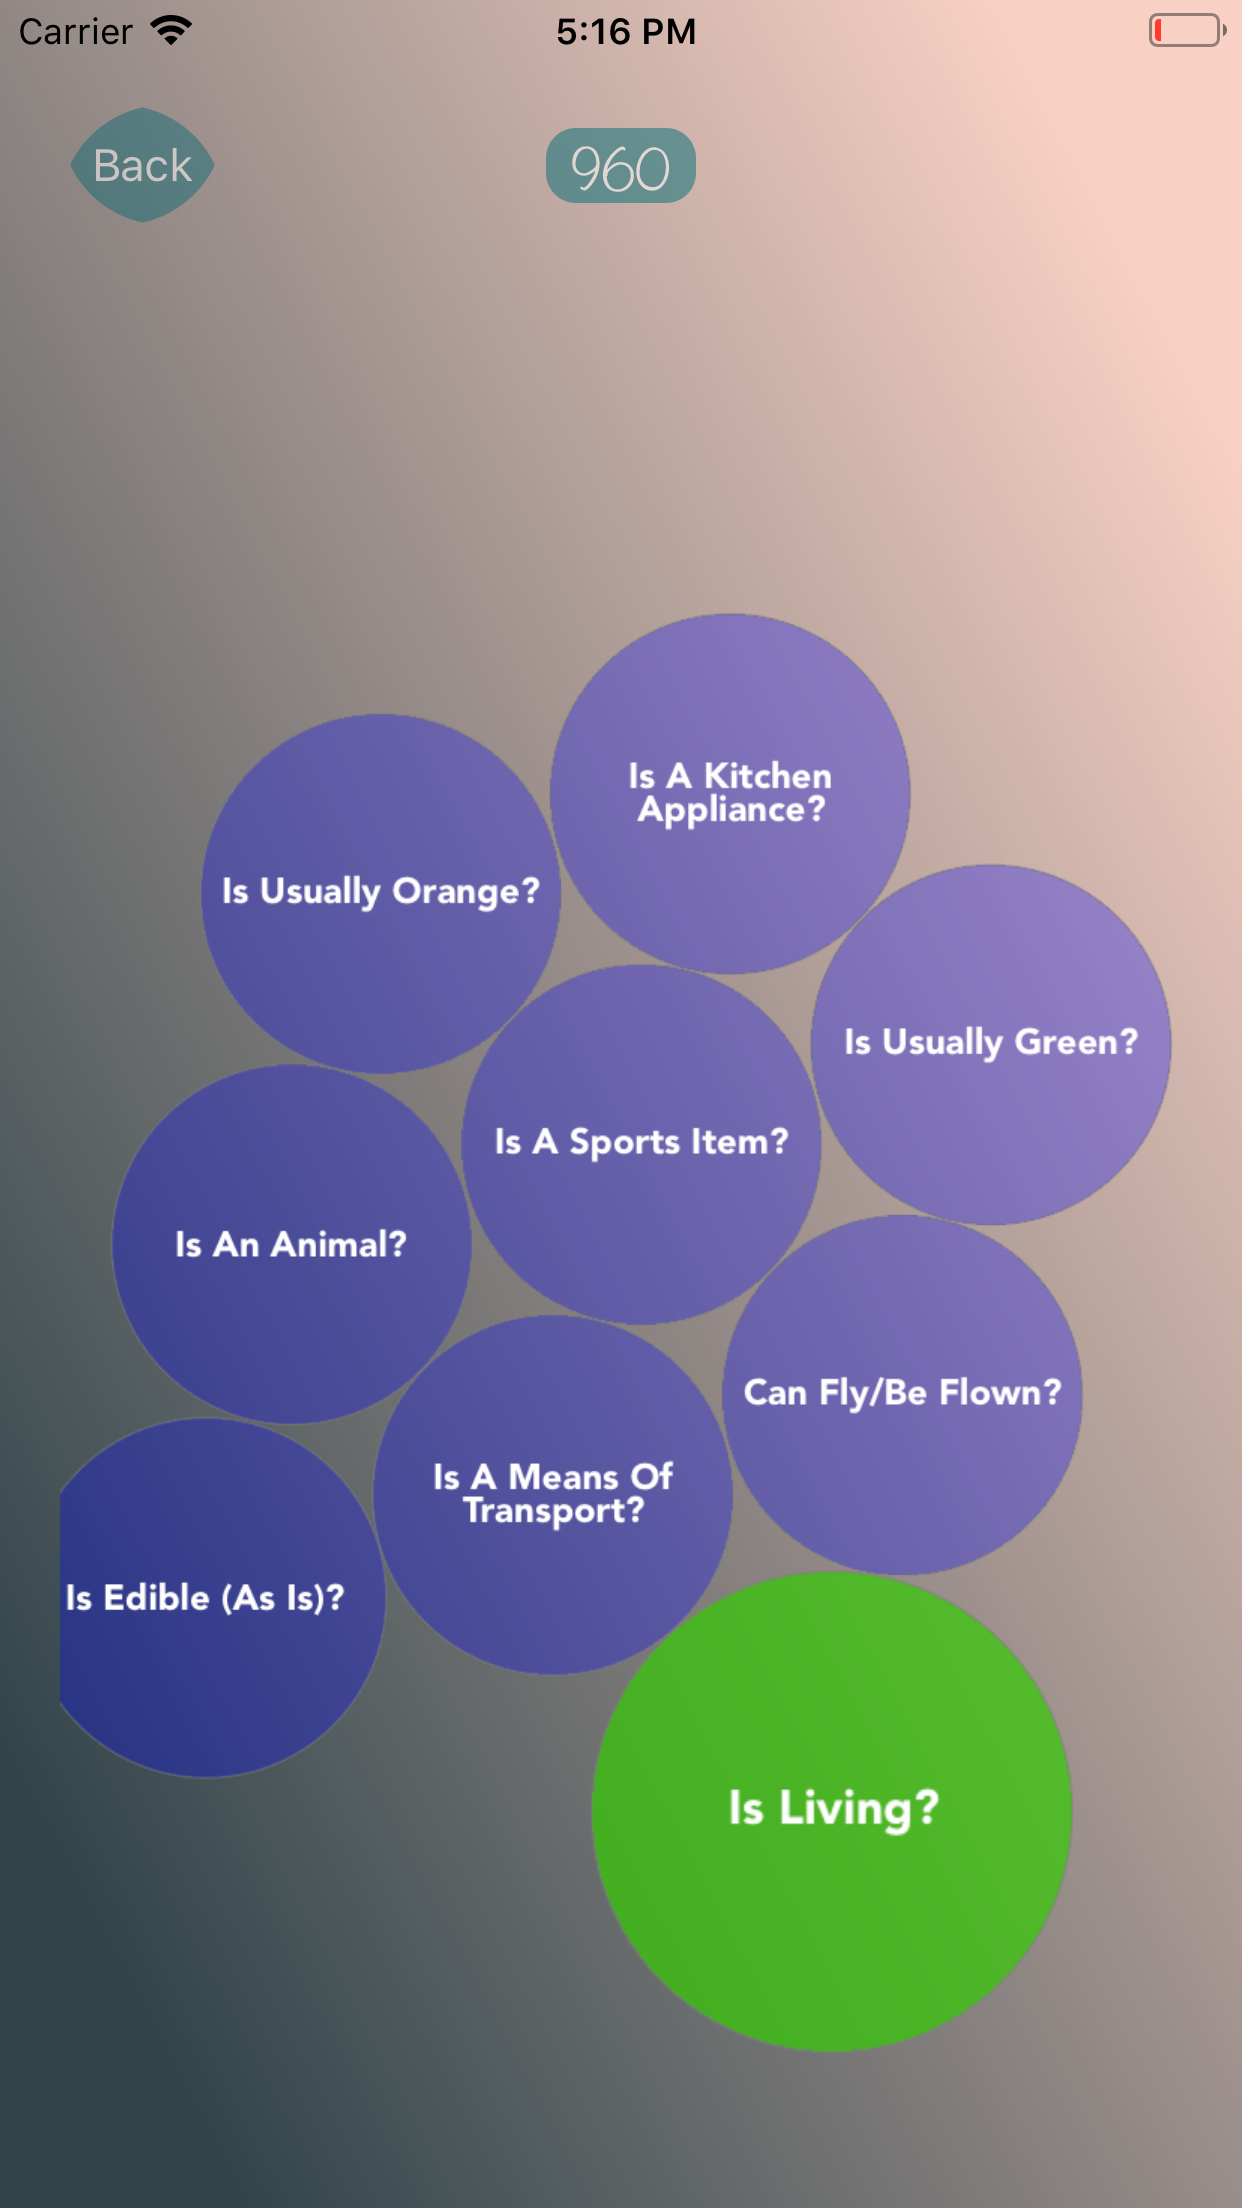 Carrier
5:16 PM
Back
960
Is A Kitchen
Appliance?
Is Usually Orange?
Is Usually Green?
Is A Sports Item?
Is An Animal?
Can Fly/Be Flown?
Is A Means Of
Transport?
Is Edible (As Is)?
Is Living?